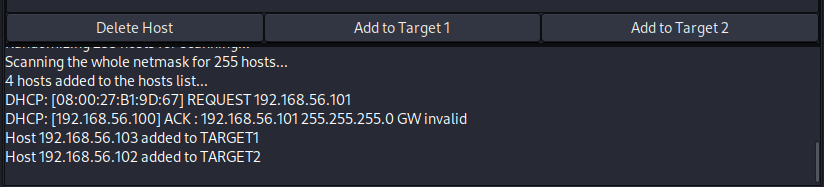 Delete Host
Add to Target 1
Add to Target 2
Scanning the whole netmask for 255 hosts...
4 hosts added to the hosts list...
DHCP: [08:00:27:B1:9D:67] REQUEST 192.168.56.101
DHCP: [192.168.56.100] ACK : 192.168.56.101 255.255.255.0 GW invalid
Host 192.168.56.103 added to TARGET1
Host 192.168.56.102 added to TARGET2